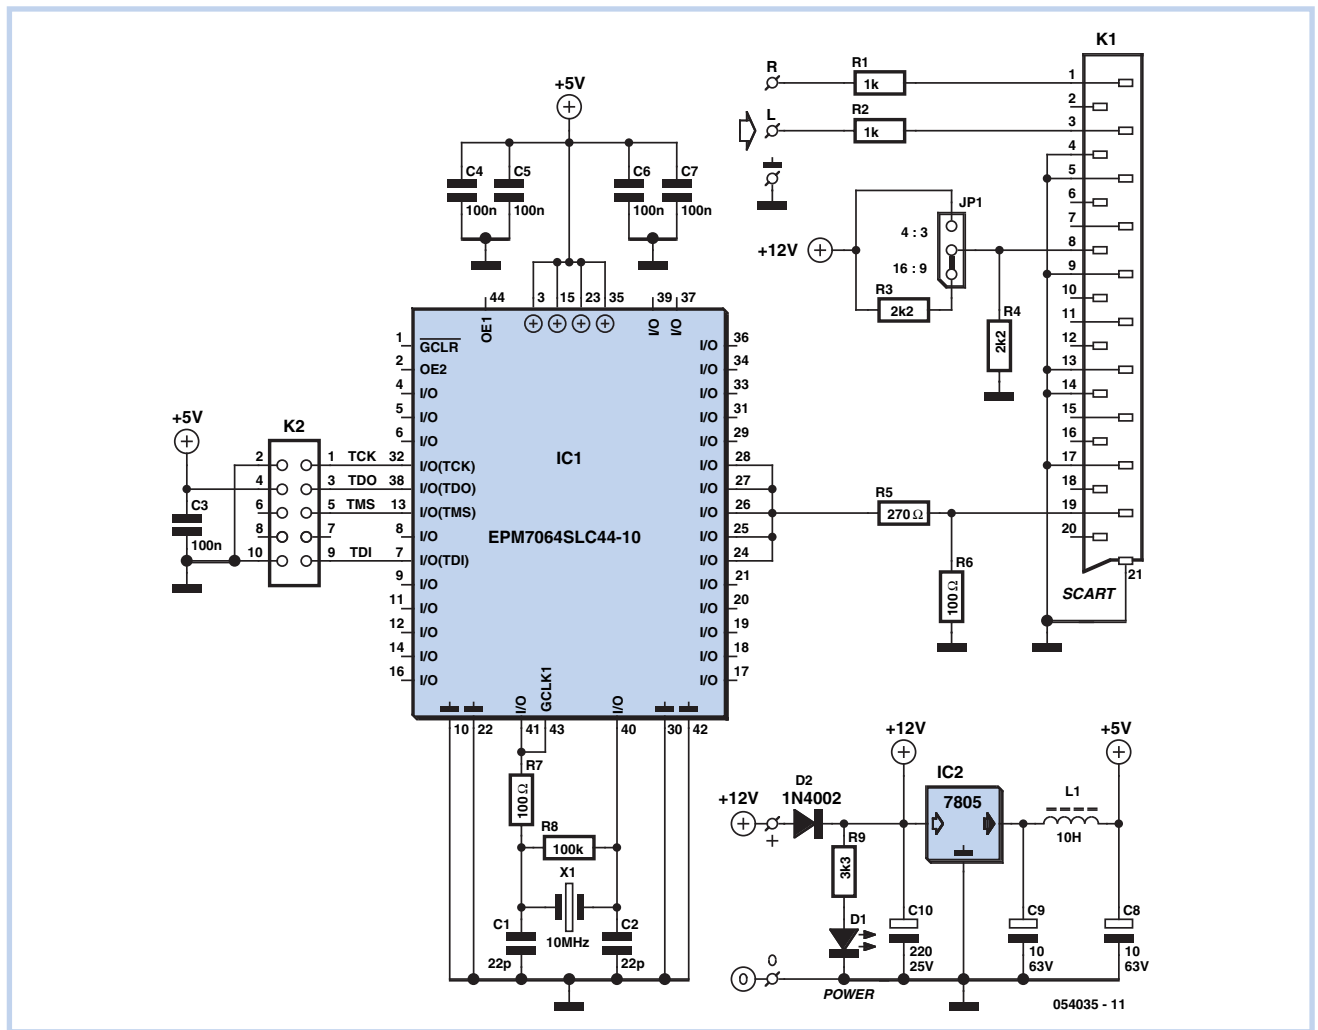 K1
R
R1
1k
1
2
L
R2
1k
3
4
5
6
7
8
9
10
11
12
13
14
15
16
17
18
19
20
21
SCART
+12V
JP1
4 : 3
16 : 9
R3
2k2
R4
2k2
+5V
C4
100n
C5
100n
C6
100n
C7
100n
44
3
15
23
35
39
37
OE1
I/O
I/O
1
GCLR
2
OE2
4
I/O
5
I/O
6
I/O
32
I/O(TCK)
38
I/O(TDO)
13
I/O(TMS)
8
I/O
7
I/O(TDI)
9
I/O
11
I/O
12
I/O
14
I/O
16
I/O
IC1
EPM7064SLC44-10
I/O
36
I/O
34
I/O
33
I/O
31
I/O
29
I/O
28
I/O
27
I/O
26
I/O
25
I/O
24
I/O
21
I/O
20
I/O
19
I/O
18
I/O
17
+5V
K2
2
1
TCK
4
3
TDO
6
5
TMS
8
7
10
9
TDI
C3
100n
R5
270Ω
R6
100Ω
I/O
GCLK1
I/O
10
22
41
43
40
30
42
R7
100Ω
R8
100k
X1
10MHz
C1
22p
C2
22p
+12V
+5V
+12V
+
D2
1N4002
IC2
7805
L1
10H
R9
3k3
D1
C10
220
25V
C9
10
63V
C8
10
63V
0
0
POWER
054035 - 11